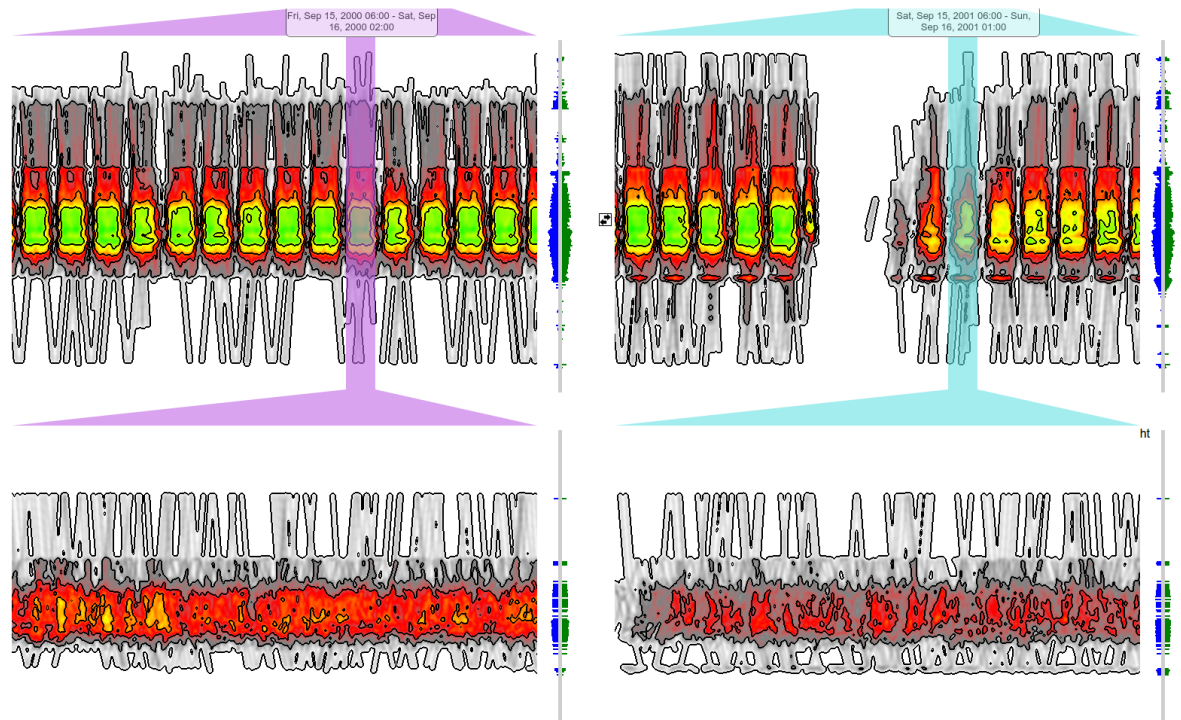 Fri, Sep 15, 2000 06:00 - Sat, Sep
16, 2000 02:00
Sat, Sep 15, 2001 06:00 - Sun,
Sep 16, 2001 01:00
ht